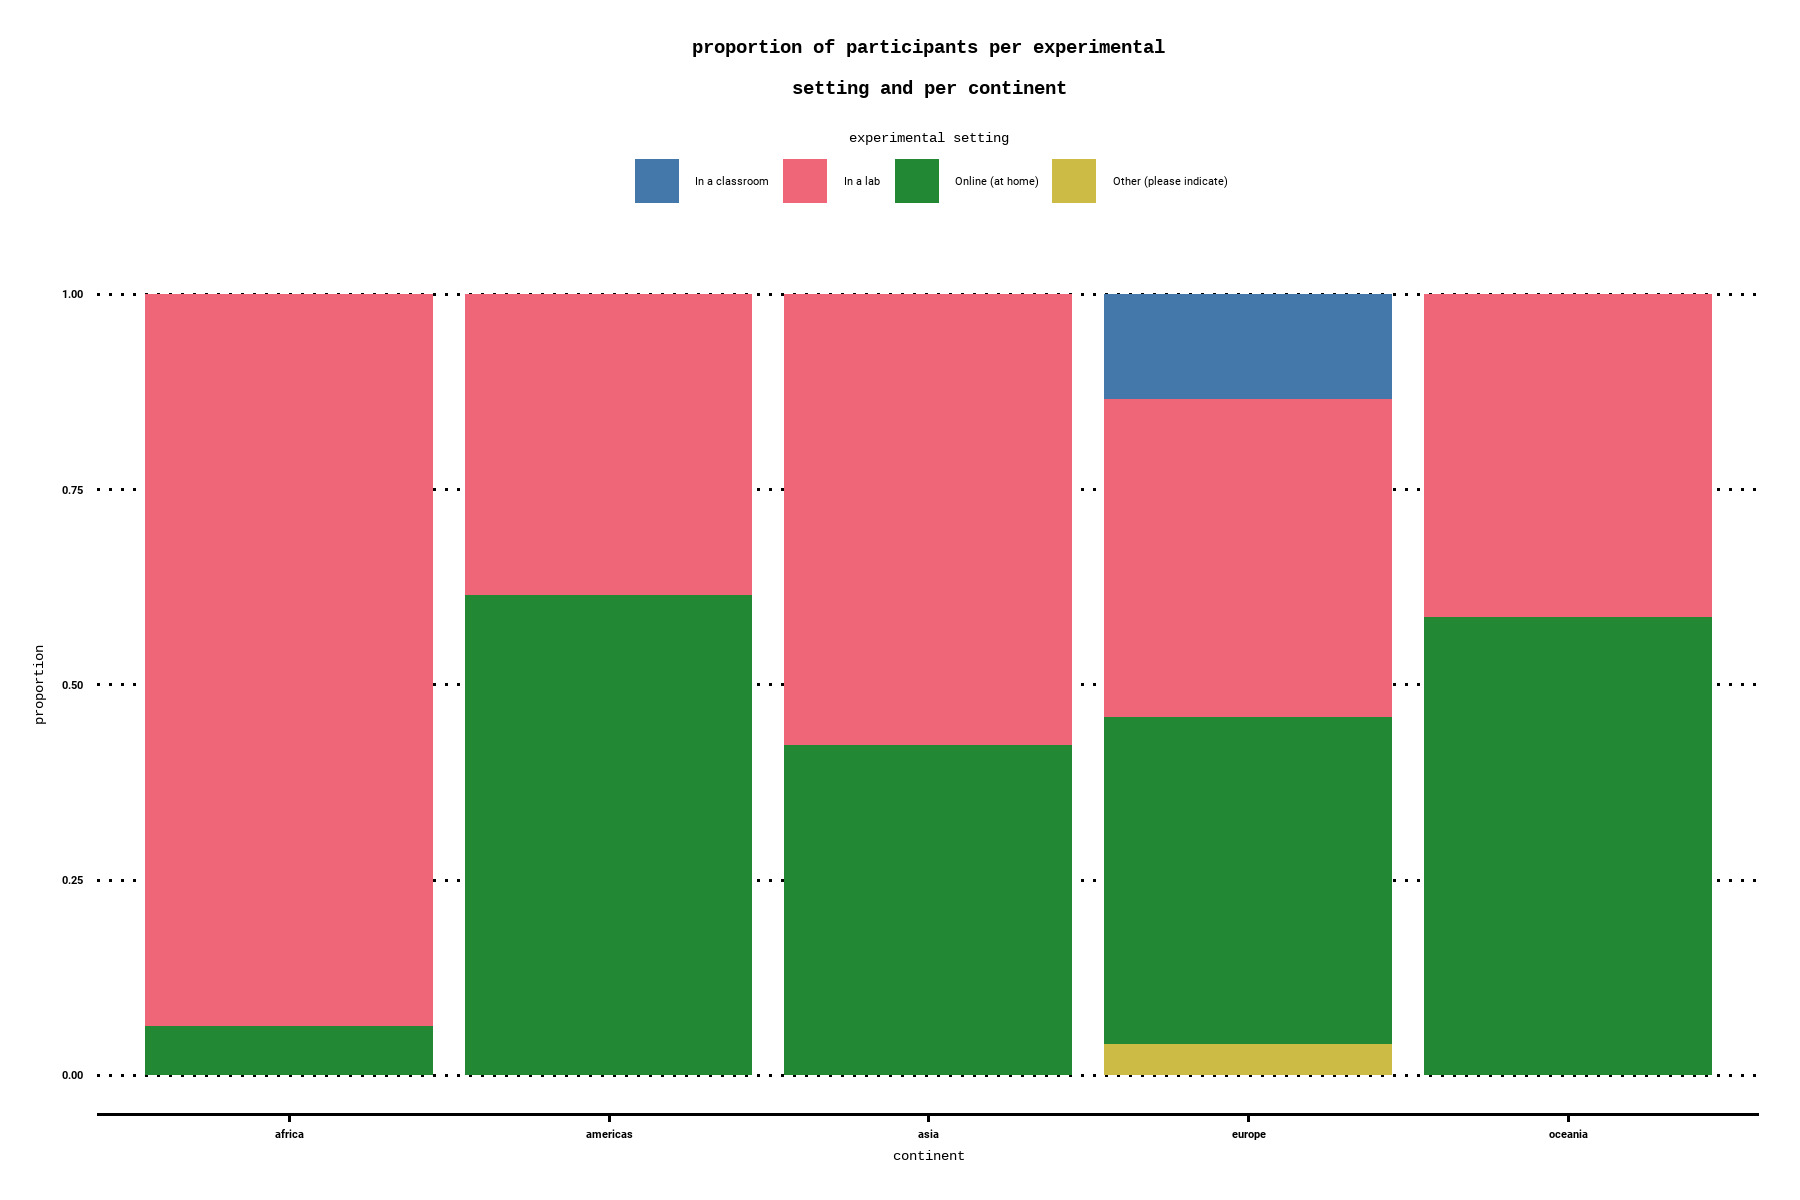 proportion of participants per experimental
setting and per continent
experimental setting
In a classroom
In a lab
Online (at home)
Other (please indicate)
1.00
0.75
0.50
0.25
0.00
proportion
africa
americas
asia
europe
oceania
continent